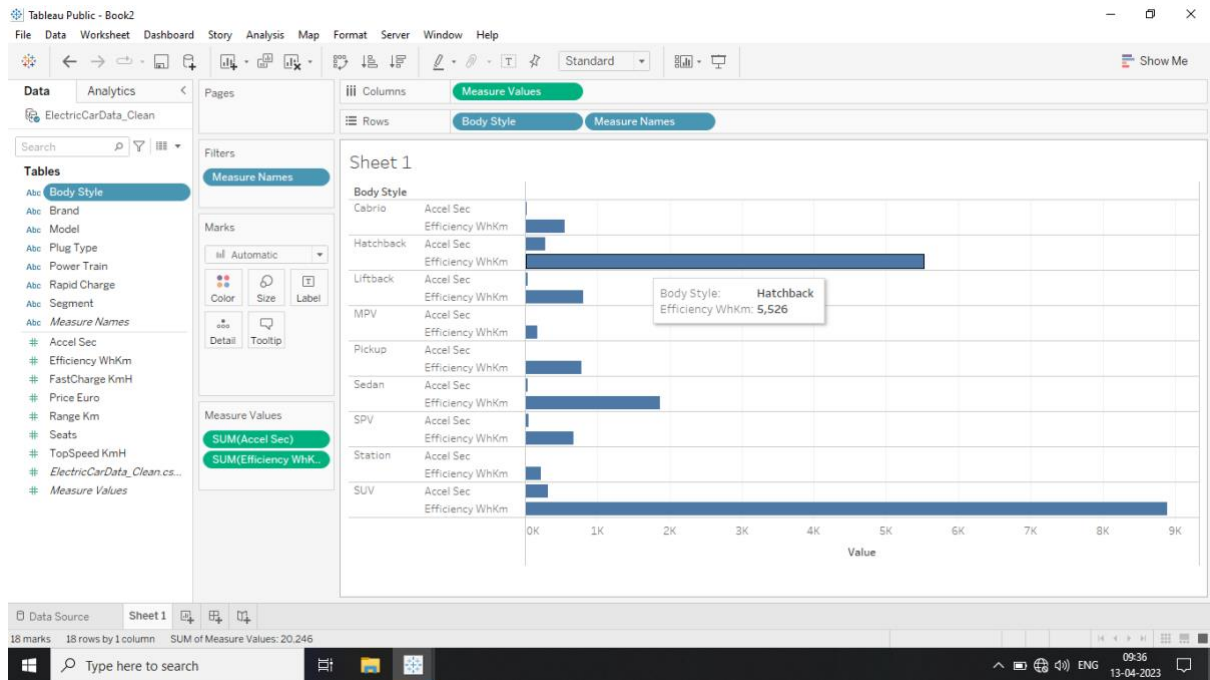 Tableau Public - Book2
File Data Worksheet Dashboard Story Analysis Map Format Server Window Help
Standard
Show Me
Data Analytics
ElectricCarData_Clean
Search
Tables
Abc Body Style
Abc Brand
Abc Model
Abc Plug Type
Abc Power Train
Abc Rapid Charge
Abc Segment
Abc Measure Names
# Accel Sec
# Efficiency WhKm
# FastCharge KmH
# Price Euro
# Range Km
# Seats
# TopSpeed KmH
# ElectricCarData_Clean.cs...
# Measure Values
Pages
Filters
Measure Names
Marks
Automatic
Color Size Label
Detail Tooltip
Measure Values
SUM(Accel Sec)
SUM(Efficiency WhK..
Columns Measure Values
Rows Body Style Measure Names
Sheet 1
Body Style
Cabrio Accel Sec
Efficiency WhKm
Hatchback Accel Sec
Efficiency WhKm
Liftback Accel Sec
Efficiency WhKm
MPV Accel Sec
Efficiency WhKm
Pickup Accel Sec
Efficiency WhKm
Sedan Accel Sec
Efficiency WhKm
SPV Accel Sec
Efficiency WhKm
Station Accel Sec
Efficiency WhKm
SUV Accel Sec
Efficiency WhKm
Body Style: Hatchback
Efficiency WhKm: 5,526
0K 1K 2K 3K 4K 5K 6K 7K 8K 9K
Value
Data Source Sheet 1
18 marks 18 rows by 1 column SUM of Measure Values: 20,246
Type here to search
ENG
09:36
13-04-2023